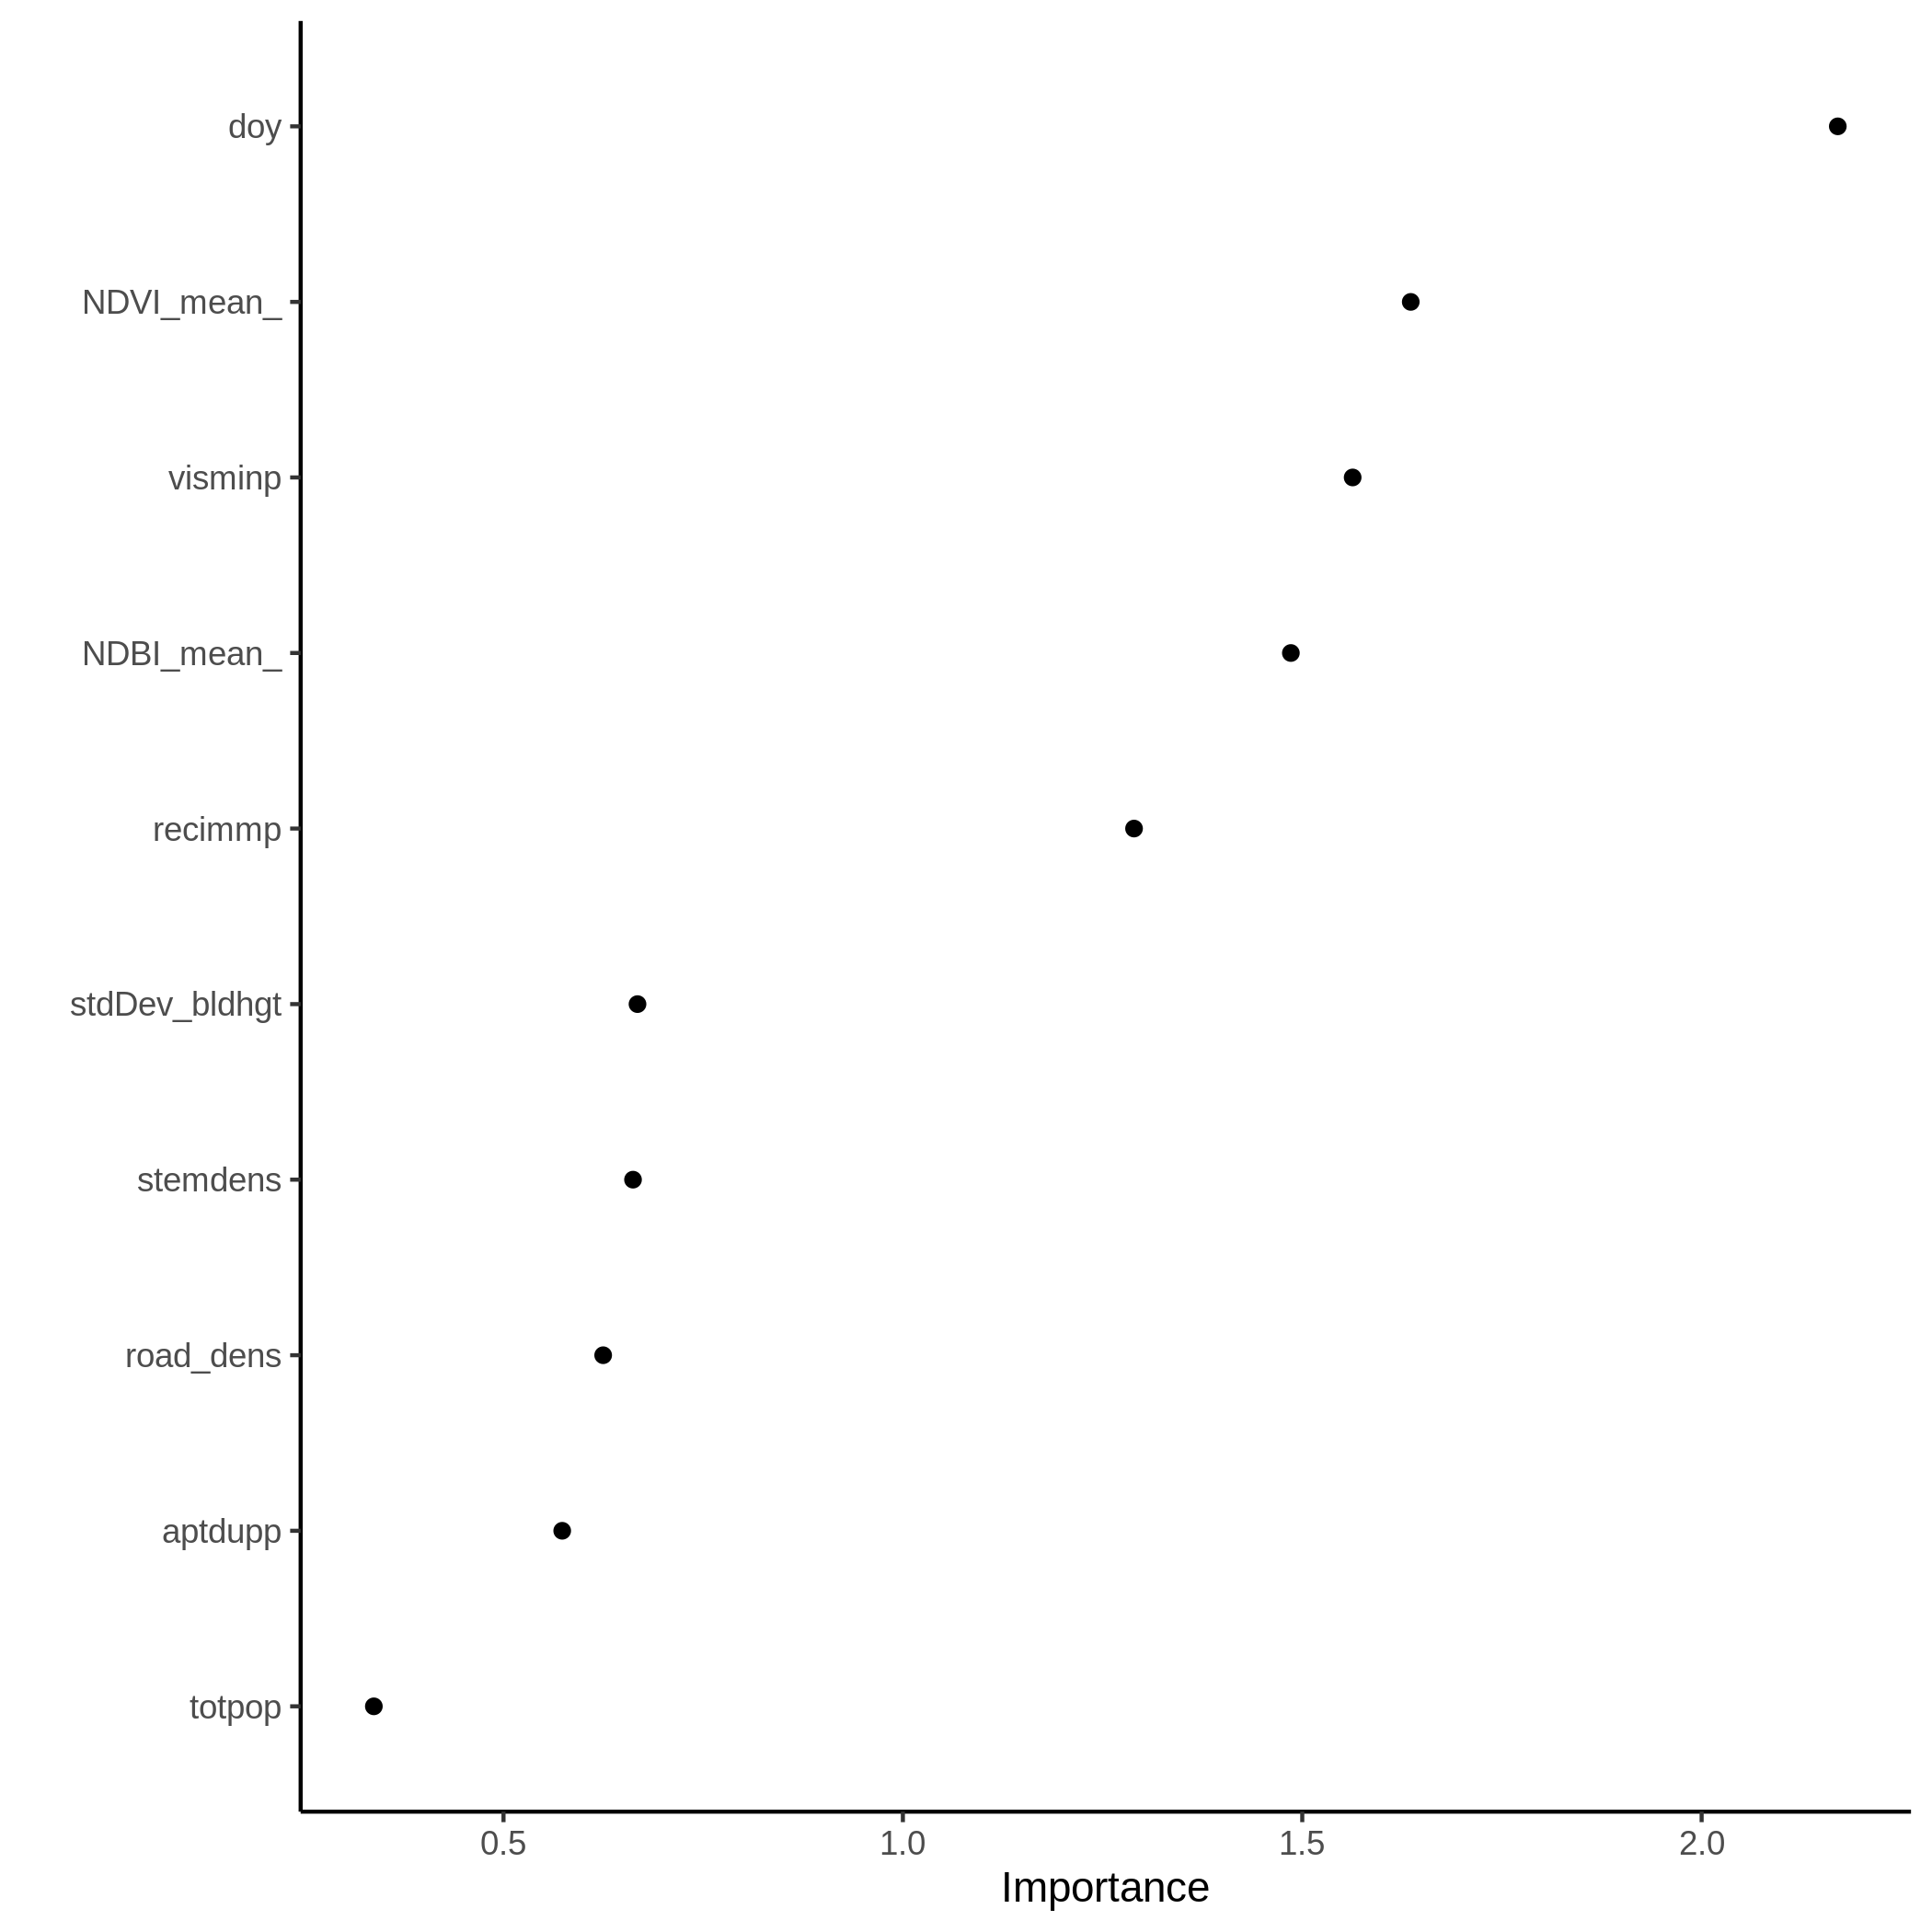 doy
NDVI_mean_
visminp
NDBI_mean_
recimmp
stdDev_bldhgt
stemdens
road_dens
aptdupp
totpop
0.5 1.0 1.5 2.0
Importance